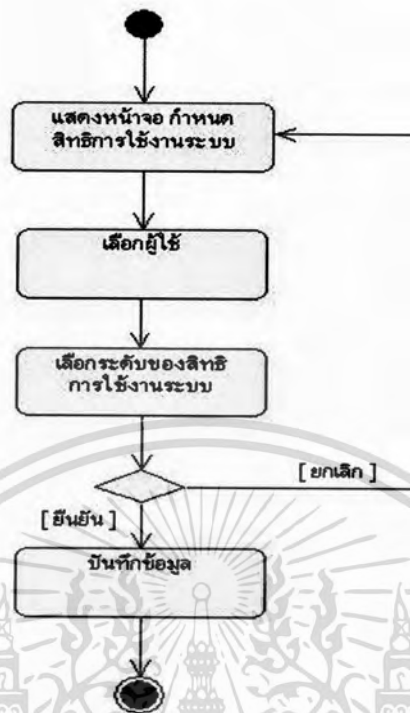 แสดงหน้าจอ กำหนด
สิทธิการใช้งานระบบ
เลือกผู้ใช้
เลือกระดับของสิทธิ
การใช้งานระบบ
[ ยกเลิก ]
[ ยืนยัน ]
บันทึกข้อมูล